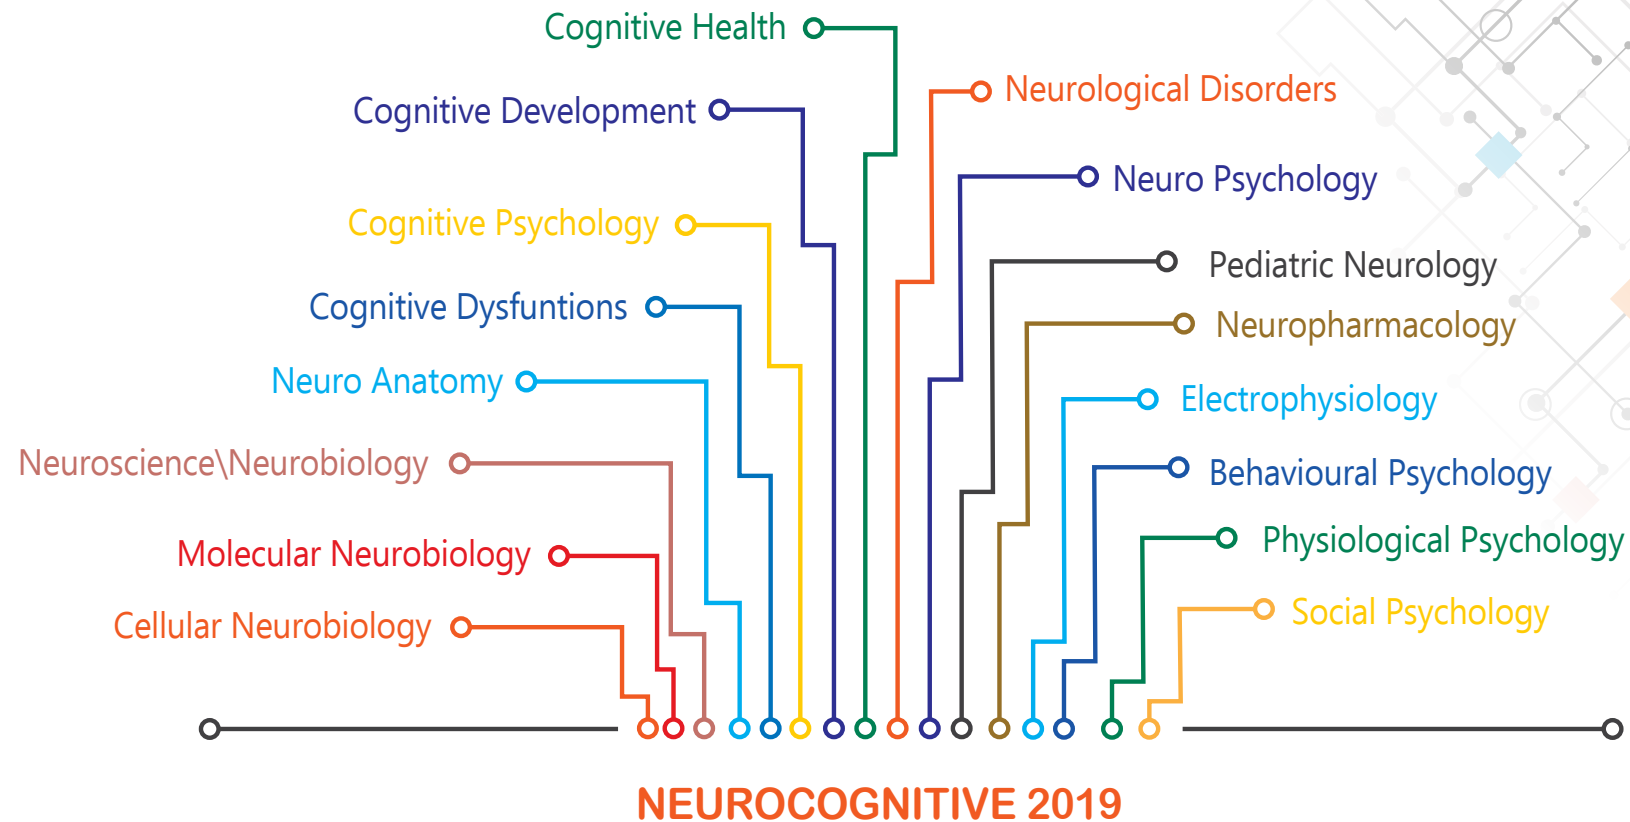 Cognitive Health
Neurological Disorders
Cognitive Development
Neuro Psychology
Cognitive Psychology
Pediatric Neurology
Cognitive Dysfuntions
Neuropharmacology
Neuro Anatomy
Electrophysiology
Neuroscience\Neurobiology
Behavioural Psychology
Molecular Neurobiology
Physiological Psychology
Cellular Neurobiology
Social Psychology
NEUROCOGNITIVE 2019